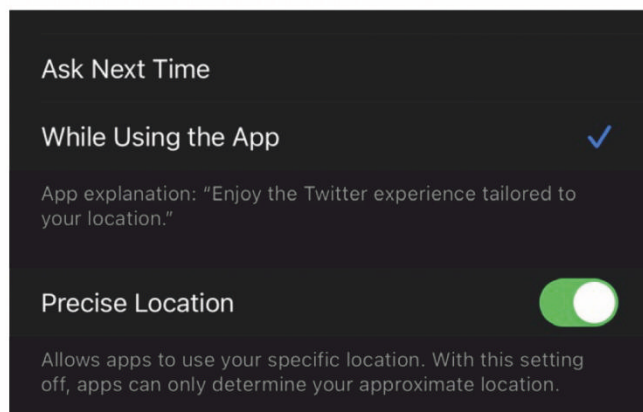 Ask Next Time
While Using the App
App explanation: “Enjoy the Twitter experience tailored to
your location.”
Precise Location
Allows apps to use your specific location. With this setting
off, apps can only determine your approximate location.